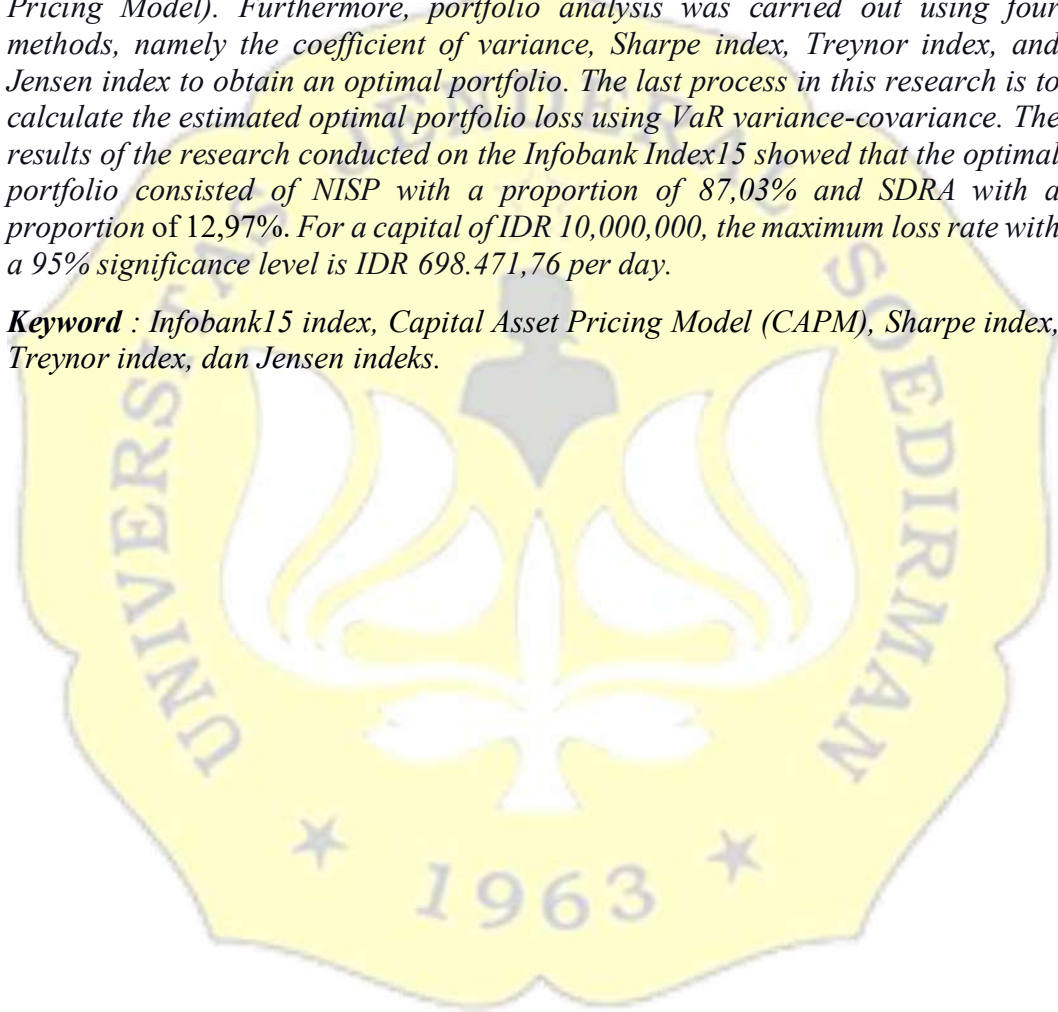 Pricing Model). Furthermore, portfolio analysis was carried out using four
methods, namely the coefficient of variance, Sharpe index, Treynor index, and
Jensen index to obtain an optimal portfolio. The last process in this research is to
calculate the estimated optimal portfolio loss using VaR variance-covariance. The
results of the research conducted on the Infobank Index15 showed that the optimal
portfolio consisted of NISP with a proportion of 87,03% and SDRA with a
proportion of 12,97%. For a capital of IDR 10,000,000, the maximum loss rate with
a 95% significance level is IDR 698.471,76 per day.
Keyword : Infobank15 index, Capital Asset Pricing Model (CAPM), Sharpe index,
Treynor index, dan Jensen indeks.
UNIVERSITAS JENDERAL SOEDIRMAN
★ 1963 ★